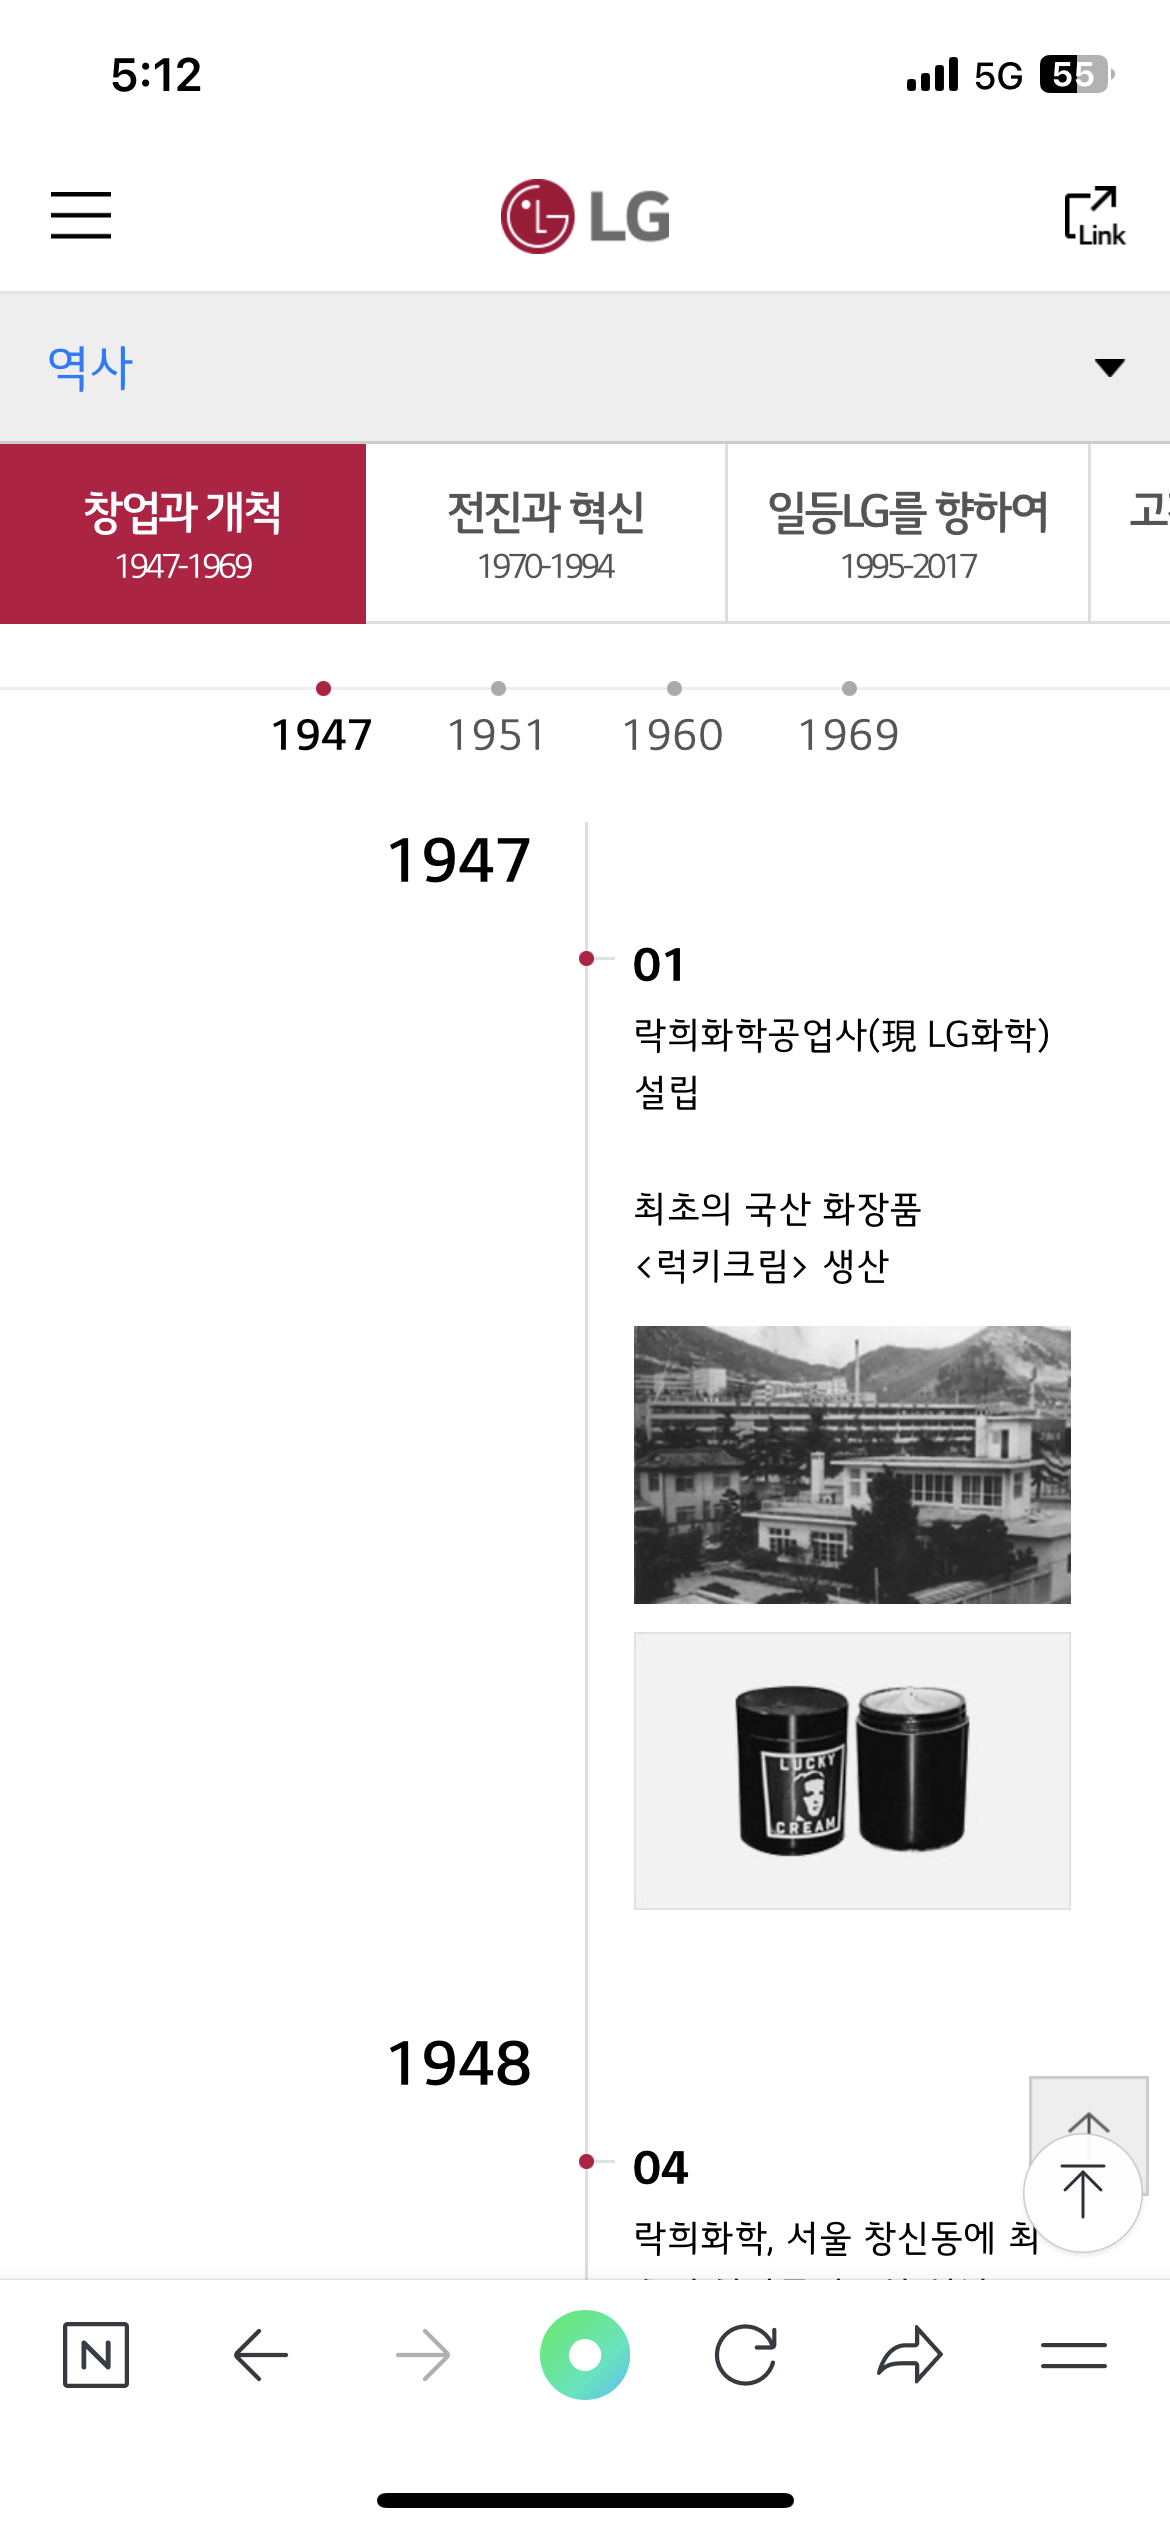 5:12
5G 55
LG
Link
역사
창업과 개척
1947-1969
전진과 혁신
1970-1994
일등LG를 향하여
1995-2017
1947
1951
1960
1969
1947
01
락희화학공업사(現 LG화학)
설립
최초의 국산 화장품
<럭키크림> 생산
LUCKY
CREAM
1948
04
락희화학, 서울 창신동에 최
N